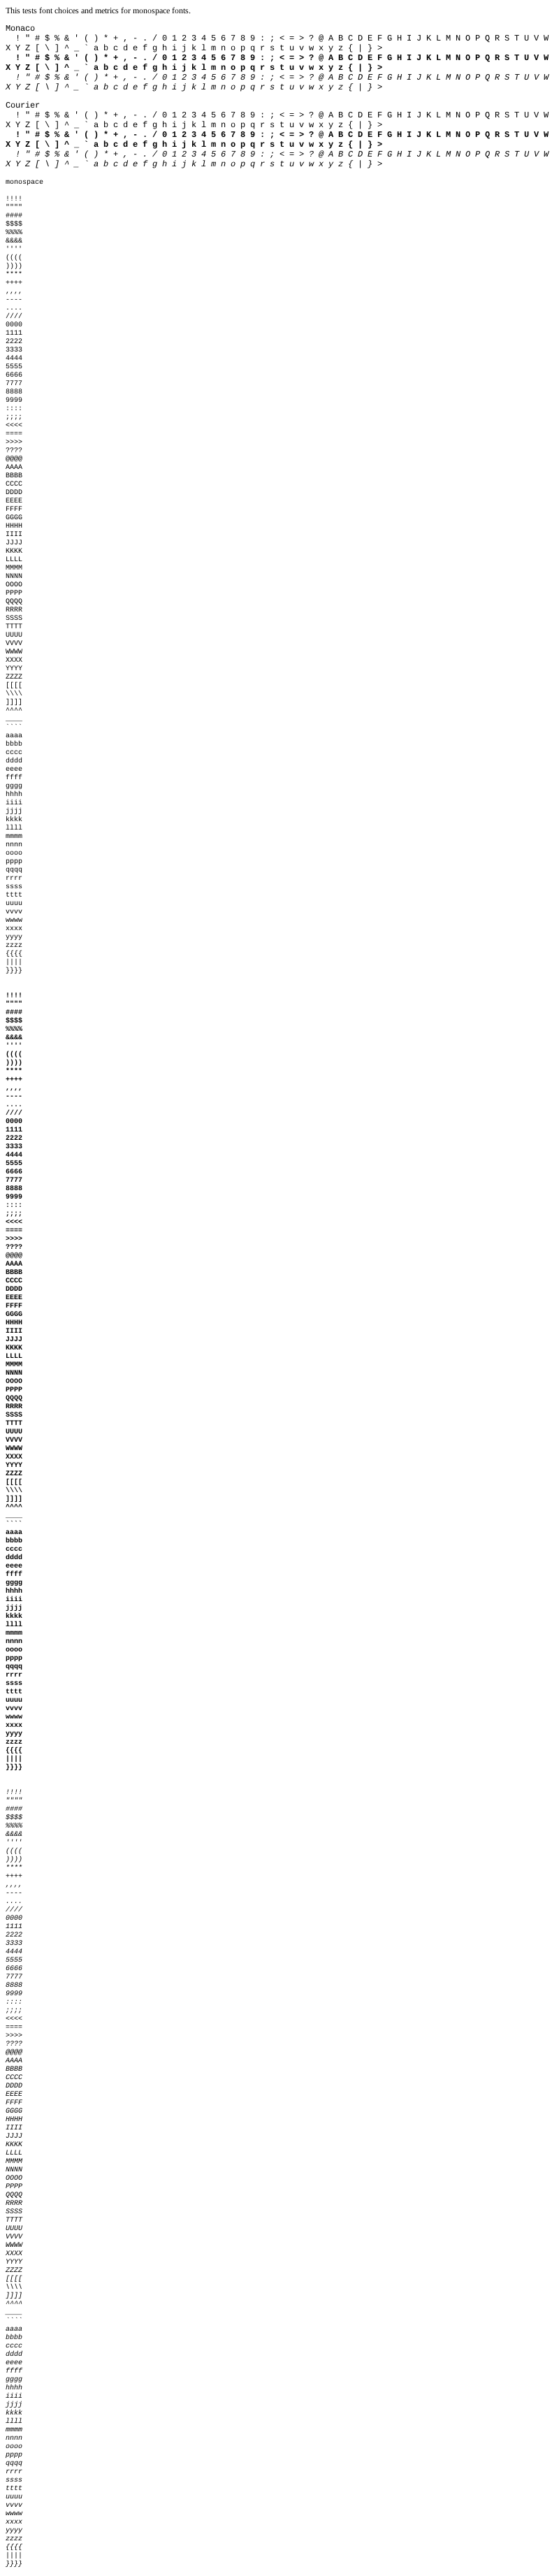 This tests font choices and metrics for monospace fonts.
Monaco
! " # $ % & ' ( ) * + , - . / 0 1 2 3 4 5 6 7 8 9 : ; < = > ? @ A B C D E F G H I J K L M N O P Q R S T U V W
X Y Z [ \ ] ^ _ ` a b c d e f g h i j k l m n o p q r s t u v w x y z { | } >
! " # $ % & ' ( ) * + , - . / 0 1 2 3 4 5 6 7 8 9 : ; < = > ? @ A B C D E F G H I J K L M N O P Q R S T U V W
X Y Z [ \ ] ^ _ ` a b c d e f g h i j k l m n o p q r s t u v w x y z { | } >
! " # $ % & ' ( ) * + , - . / 0 1 2 3 4 5 6 7 8 9 : ; < = > ? @ A B C D E F G H I J K L M N O P Q R S T U V W
X Y Z [ \ ] ^ _ ` a b c d e f g h i j k l m n o p q r s t u v w x y z { | } >
Courier
! " # $ % & ' ( ) * + , - . / 0 1 2 3 4 5 6 7 8 9 : ; < = > ? @ A B C D E F G H I J K L M N O P Q R S T U V W
X Y Z [ \ ] ^ _ ` a b c d e f g h i j k l m n o p q r s t u v w x y z { | } >
! " # $ % & ' ( ) * + , - . / 0 1 2 3 4 5 6 7 8 9 : ; < = > ? @ A B C D E F G H I J K L M N O P Q R S T U V W
X Y Z [ \ ] ^ _ ` a b c d e f g h i j k l m n o p q r s t u v w x y z { | } >
! " # $ % & ' ( ) * + , - . / 0 1 2 3 4 5 6 7 8 9 : ; < = > ? @ A B C D E F G H I J K L M N O P Q R S T U V W
X Y Z [ \ ] ^ _ ` a b c d e f g h i j k l m n o p q r s t u v w x y z { | } >
monospace
!!!!
""""
####
$$$$
%%%%
&&&&
''''
((((
))))
****
++++
,,,,
----
....
////
0000
1111
2222
3333
4444
5555
6666
7777
8888
9999
::::
;;;;
<<<<
====
>>>>
????
@@@@
AAAA
BBBB
CCCC
DDDD
EEEE
FFFF
GGGG
HHHH
IIII
JJJJ
KKKK
LLLL
MMMM
NNNN
OOOO
PPPP
QQQQ
RRRR
SSSS
TTTT
UUUU
VVVV
WWWW
XXXX
YYYY
ZZZZ
[[[[
\\\\
]]]]
^^^^
____
````
aaaa
bbbb
cccc
dddd
eeee
ffff
gggg
hhhh
iiii
jjjj
kkkk
llll
mmmm
nnnn
oooo
pppp
qqqq
rrrr
ssss
tttt
uuuu
vvvv
wwww
xxxx
yyyy
zzzz
{{{{
||||
}}}}
!!!!
""""
####
$$$$
%%%%
&&&&
''''
((((
))))
****
++++
,,,,
----
....
////
0000
1111
2222
3333
4444
5555
6666
7777
8888
9999
::::
;;;;
<<<<
====
>>>>
????
@@@@
AAAA
BBBB
CCCC
DDDD
EEEE
FFFF
GGGG
HHHH
IIII
JJJJ
KKKK
LLLL
MMMM
NNNN
OOOO
PPPP
QQQQ
RRRR
SSSS
TTTT
UUUU
VVVV
WWWW
XXXX
YYYY
ZZZZ
[[[[
\\\\
]]]]
^^^^
____
````
aaaa
bbbb
cccc
dddd
eeee
ffff
gggg
hhhh
iiii
jjjj
kkkk
llll
mmmm
nnnn
oooo
pppp
qqqq
rrrr
ssss
tttt
uuuu
vvvv
wwww
xxxx
yyyy
zzzz
{{{{
||||
}}}}
!!!!
""""
####
$$$$
%%%%
&&&&
''''
((((
))))
****
++++
,,,,
----
....
////
0000
1111
2222
3333
4444
5555
6666
7777
8888
9999
::::
;;;;
<<<<
====
>>>>
????
@@@@
AAAA
BBBB
CCCC
DDDD
EEEE
FFFF
GGGG
HHHH
IIII
JJJJ
KKKK
LLLL
MMMM
NNNN
OOOO
PPPP
QQQQ
RRRR
SSSS
TTTT
UUUU
VVVV
WWWW
XXXX
YYYY
ZZZZ
[[[[
\\\\
]]]]
^^^^
____
````
aaaa
bbbb
cccc
dddd
eeee
ffff
gggg
hhhh
iiii
jjjj
kkkk
llll
mmmm
nnnn
oooo
pppp
qqqq
rrrr
ssss
tttt
uuuu
vvvv
wwww
xxxx
yyyy
zzzz
{{{{
||||
}}}}